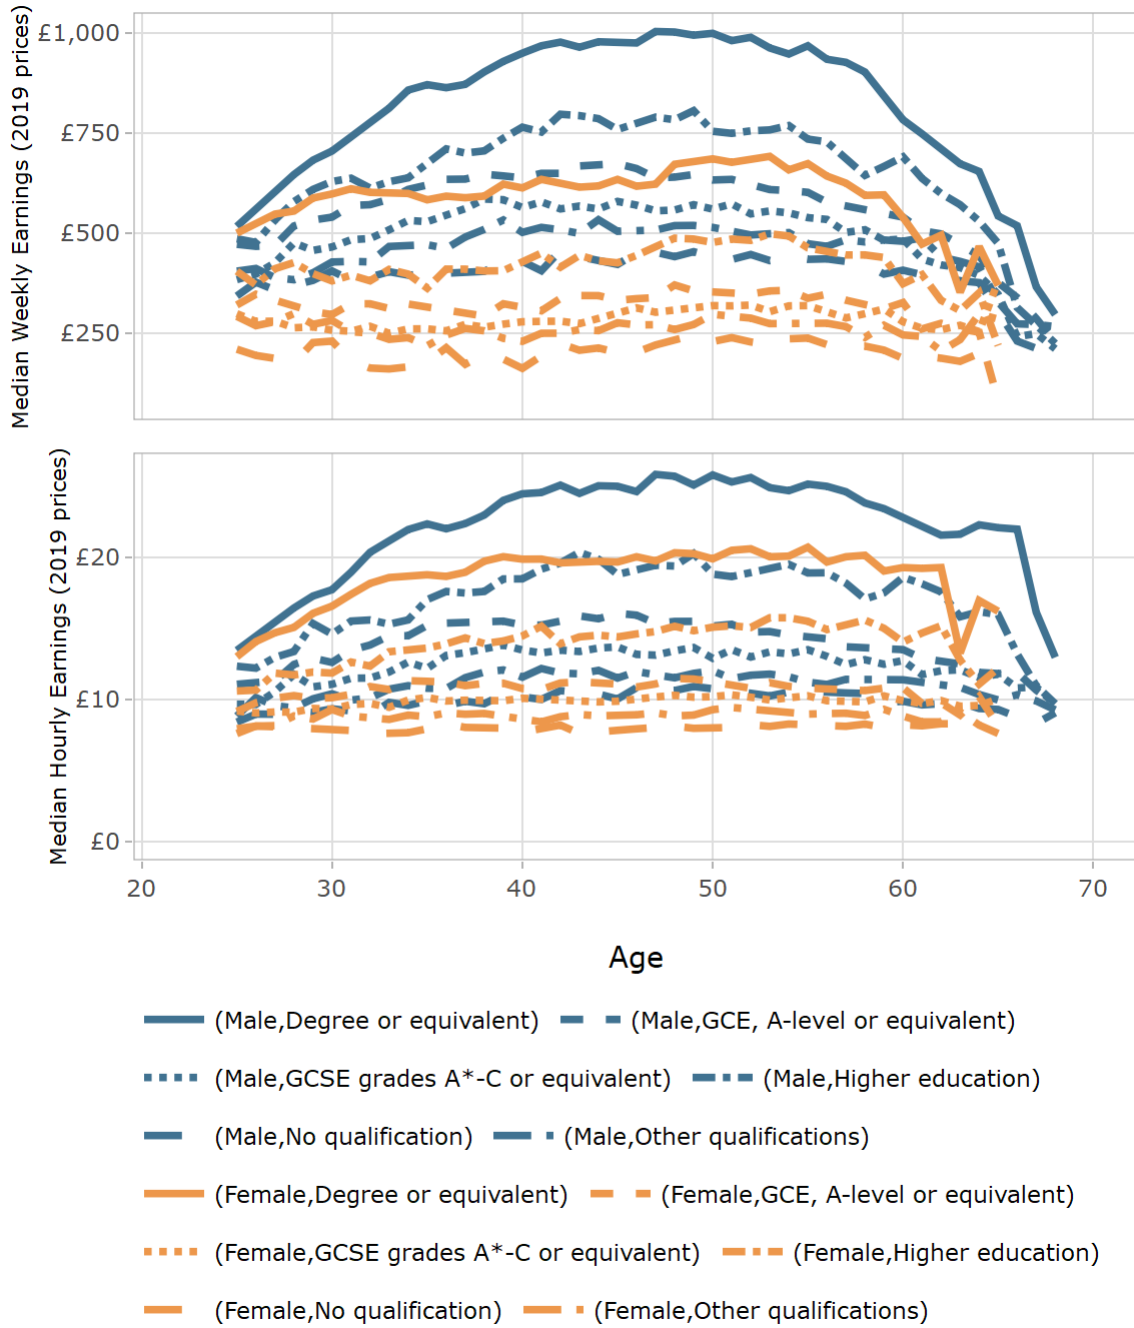 Median Weekly Earnings (2019 prices)
£1,000
£750
£500
£250
Median Hourly Earnings (2019 prices)
£20
£10
£0
20 30 40 50 60 70
Age
(Male,Degree or equivalent) (Male,GCE, A-level or equivalent)
(Male,GCSE grades A*-C or equivalent) (Male,Higher education)
(Male,No qualification) (Male,Other qualifications)
(Female,Degree or equivalent) (Female,GCE, A-level or equivalent)
(Female,GCSE grades A*-C or equivalent) (Female,Higher education)
(Female,No qualification) (Female,Other qualifications)